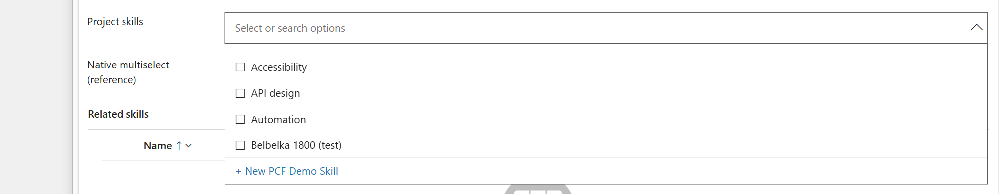 Project skills
Select or search options
Native multiselect
(reference)
Related skills
Name
Accessibility
API design
Automation
Belbelka 1800 (test)
+ New PCF Demo Skill